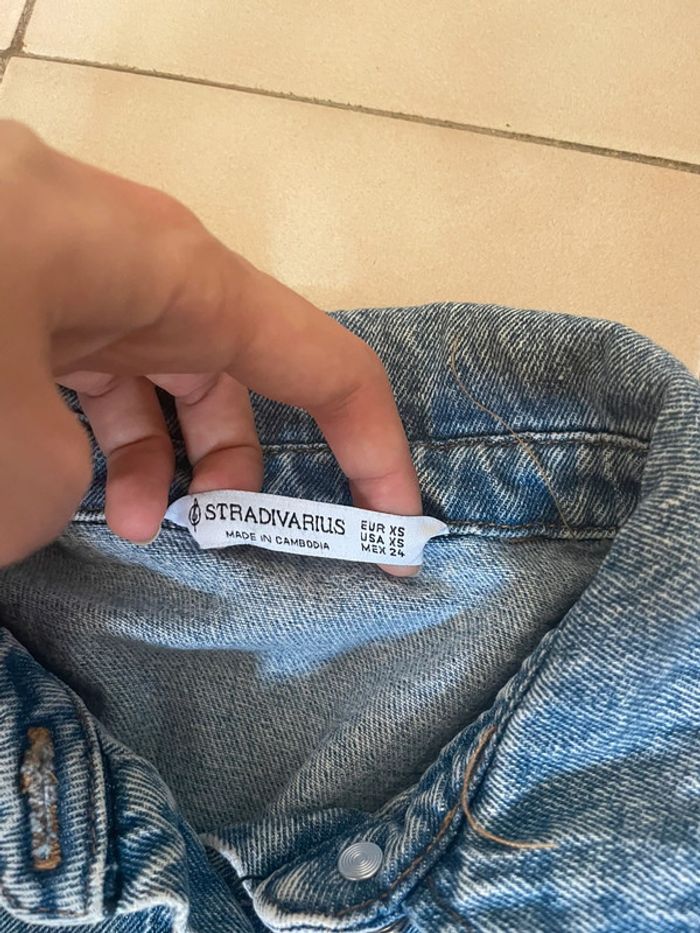 STRADIVARIUS
MADE IN CAMBODIA
EUR XS
USA XS
MEX 24